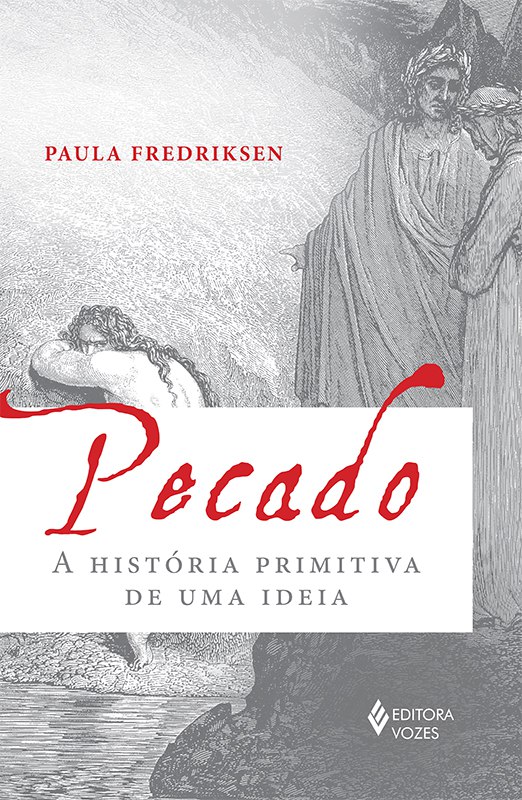 PAULA FREDRIKSEN
Pecado
A HISTÓRIA PRIMITIVA
DE UMA IDEIA
EDITORA
VOZES